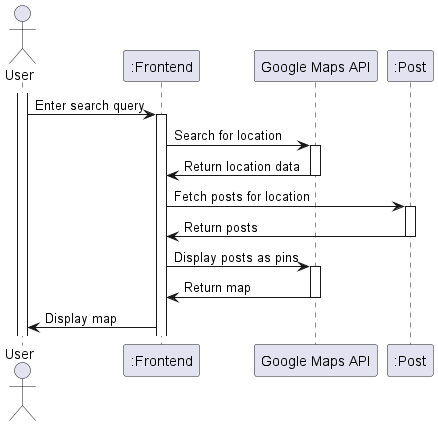 User
:Frontend
Google Maps API
:Post
Enter search query
Search for location
Return location data
Fetch posts for location
Return posts
Display posts as pins
Return map
Display map
User
:Frontend
Google Maps API
:Post